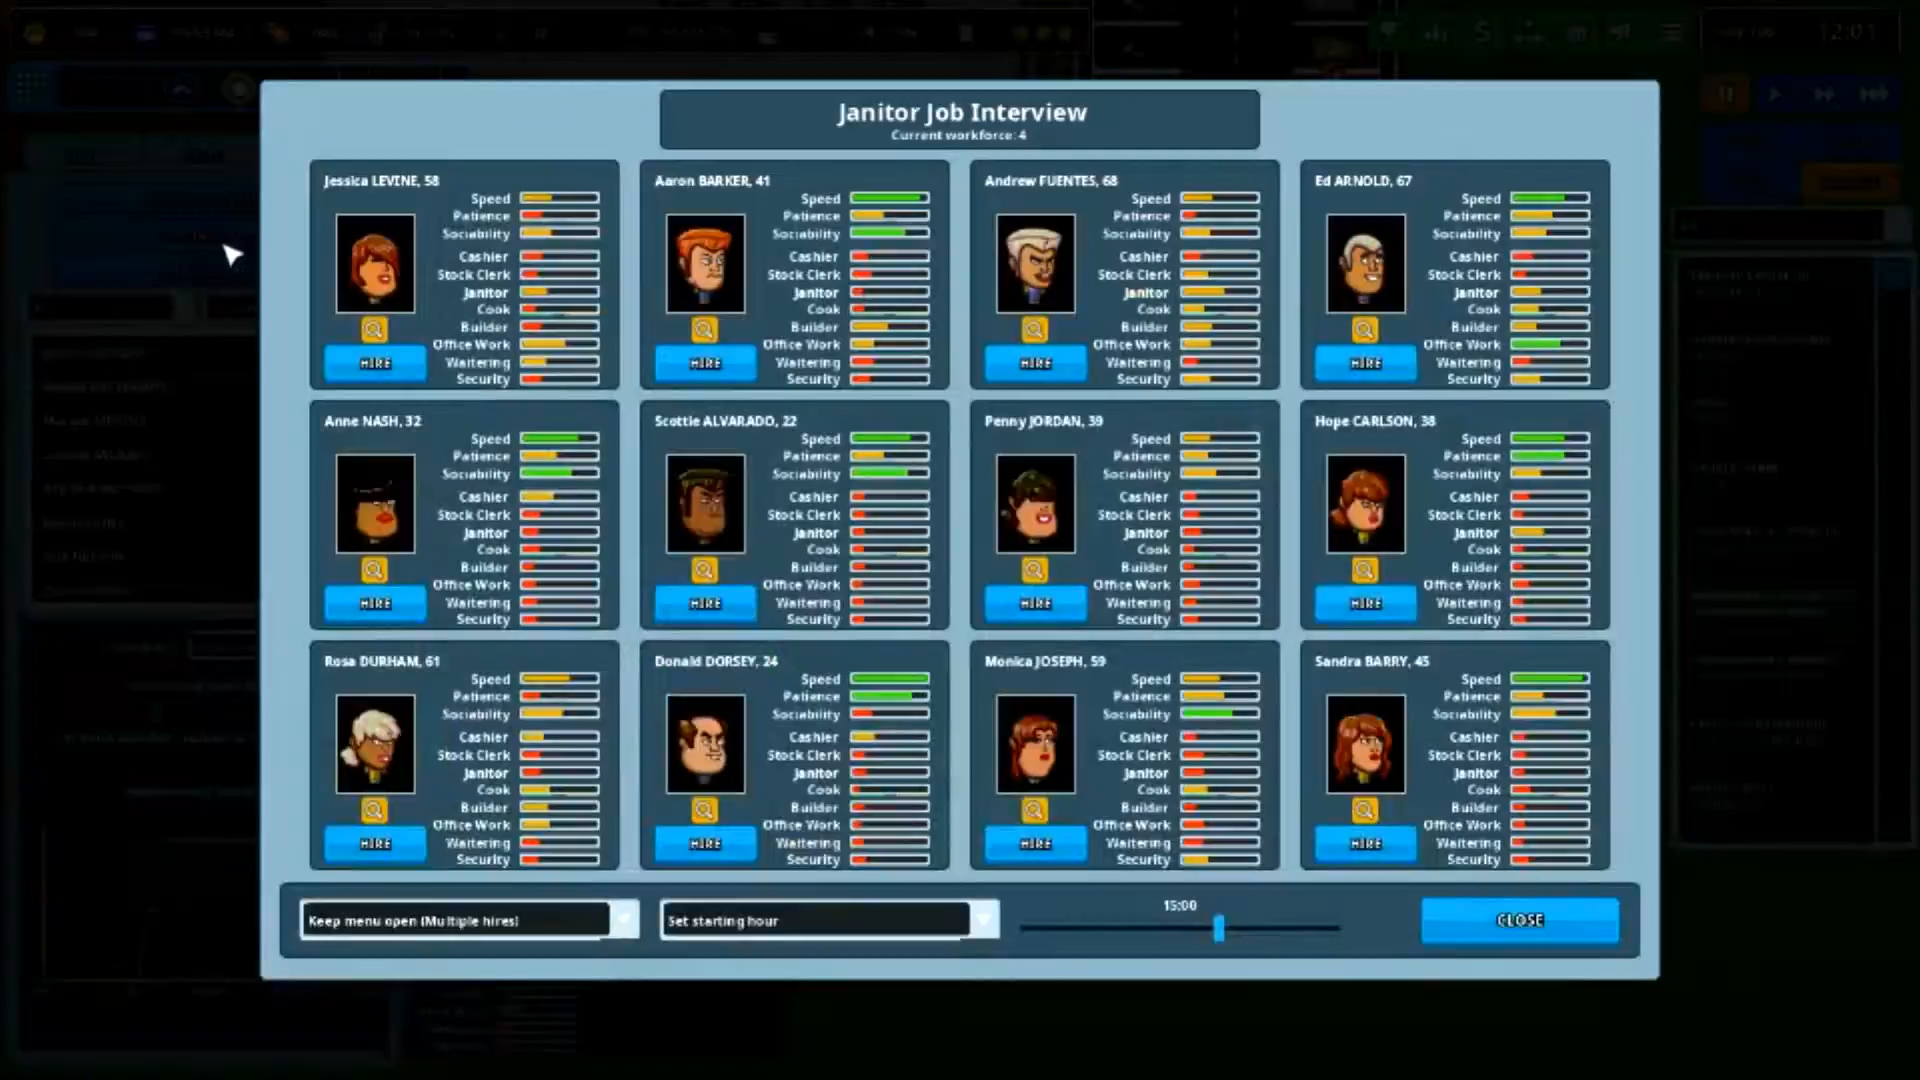 12:01
Janitor Job Interview
Current workforce: 4
Jessica LEVINE, 58
Speed
Patience
Sociability
Cashier
Stock Clerk
Janitor
Cook
Builder
Office Work
Waitering
Security
HIRE
Aaron BARKER, 41
Speed
Patience
Sociability
Cashier
Stock Clerk
Janitor
Cook
Builder
Office Work
Waitering
Security
HIRE
Andrew FUENTES, 68
Speed
Patience
Sociability
Cashier
Stock Clerk
Janitor
Cook
Builder
Office Work
Waitering
Security
HIRE
Ed ARNOLD, 67
Speed
Patience
Sociability
Cashier
Stock Clerk
Janitor
Cook
Builder
Office Work
Waitering
Security
HIRE
Anne NASH, 32
Speed
Patience
Sociability
Cashier
Stock Clerk
Janitor
Cook
Builder
Office Work
Waitering
Security
HIRE
Scottie ALVARADO, 22
Speed
Patience
Sociability
Cashier
Stock Clerk
Janitor
Cook
Builder
Office Work
Waitering
Security
HIRE
Penny JORDAN, 39
Speed
Patience
Sociability
Cashier
Stock Clerk
Janitor
Cook
Builder
Office Work
Waitering
Security
HIRE
Hope CARLSON, 38
Speed
Patience
Sociability
Cashier
Stock Clerk
Janitor
Cook
Builder
Office Work
Waitering
Security
HIRE
Rosa DURHAM, 61
Speed
Patience
Sociability
Cashier
Stock Clerk
Janitor
Cook
Builder
Office Work
Waitering
Security
HIRE
Donald DORSEY, 24
Speed
Patience
Sociability
Cashier
Stock Clerk
Janitor
Cook
Builder
Office Work
Waitering
Security
HIRE
Monica JOSEPH, 59
Speed
Patience
Sociability
Cashier
Stock Clerk
Janitor
Cook
Builder
Office Work
Waitering
Security
HIRE
Sandra BARRY, 45
Speed
Patience
Sociability
Cashier
Stock Clerk
Janitor
Cook
Builder
Office Work
Waitering
Security
HIRE
Keep menu open (Multiple hires)
Set starting hour
15:00
CLOSE